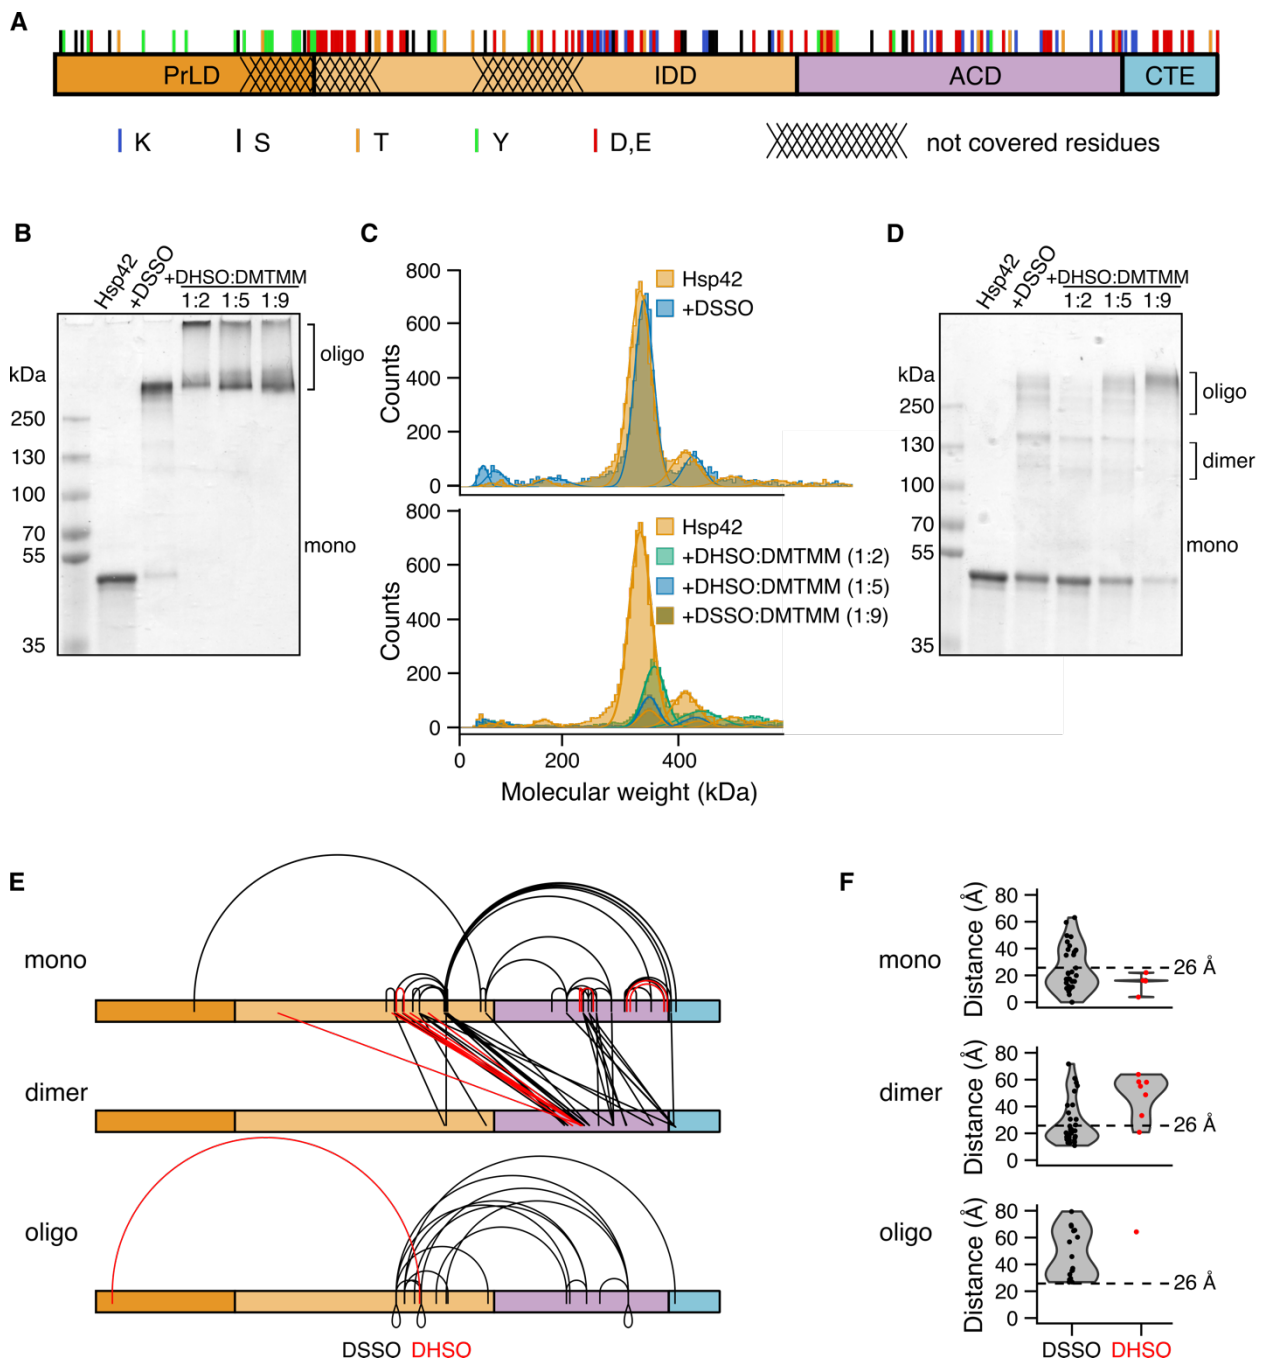 A
PrLD IDD ACD CTE
K S T Y D,E not covered residues
B
Hsp42
+DSSO
+DHSO:DMTMM
1:2 1:5 1:9
kDa
250
130
100
70
55
35
oligo
mono
C
800
600
400
200
0
Counts
Hsp42
+DSSO
800
600
400
200
0
Counts
Hsp42
+DHSO:DMTMM (1:2)
+DHSO:DMTMM (1:5)
+DSSO:DMTMM (1:9)
0 200 400
Molecular weight (kDa)
D
Hsp42
+DSSO
+DHSO:DMTMM
1:2 1:5 1:9
kDa
250
130
100
70
55
35
oligo
dimer
mono
E
mono
dimer
oligo
DSSO DHSO
F
mono
Distance (Å)
80
60
40
20
0
26 Å
dimer
Distance (Å)
80
60
40
20
0
26 Å
oligo
Distance (Å)
80
60
40
20
0
26 Å
DSSO DHSO